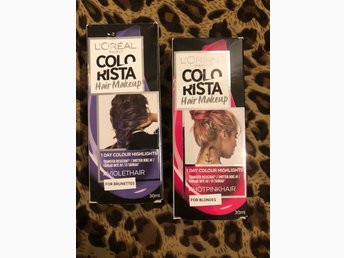 L'ORÉAL
PARIS
COLO
RISTA
Hair Makeup
1 DAY COLOUR HIGHLIGHTS
#VIOLETHAIR
FOR BRUNETTES
30ml
L'ORÉAL
COLO
RISTA
Hair Makeup
1 DAY COLOUR HIGHLIGHTS
#HOTPINKHAIR
FOR BLONDES
30ml